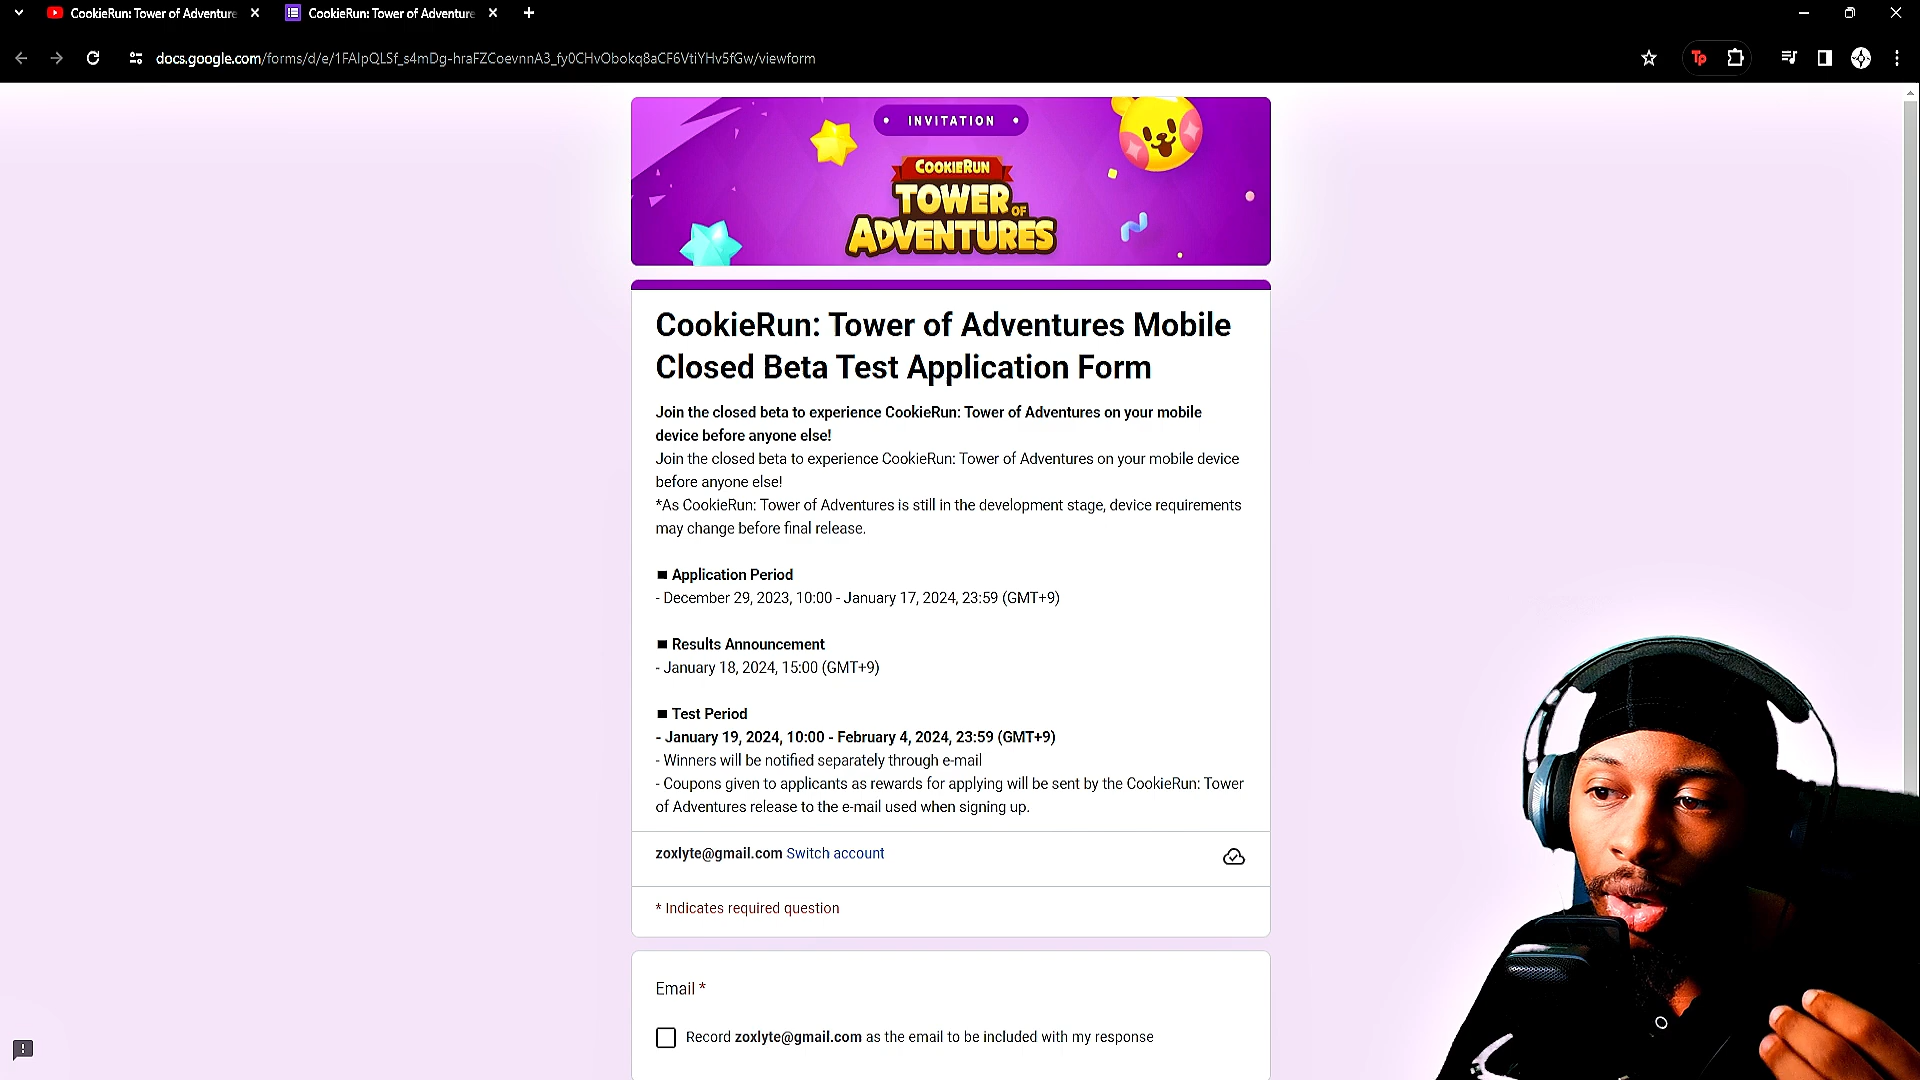 CookieRun: Tower of Adventure
CookieRun: Tower of Adventure
docs.google.com/forms/d/e/1FAIpQLSf_s4mDg-hraFZCoevnnA3_fy0CHvObokq8aCF6VtiYHv5fGw/viewform
Tp
INVITATION
COOKIERUN
TOWER OF
ADVENTURES
CookieRun: Tower of Adventures Mobile
Closed Beta Test Application Form
Join the closed beta to experience CookieRun: Tower of Adventures on your mobile
device before anyone else!
Join the closed beta to experience CookieRun: Tower of Adventures on your mobile device
before anyone else!
*As CookieRun: Tower of Adventures is still in the development stage, device requirements
may change before final release.
■ Application Period
- December 29, 2023, 10:00 - January 17, 2024, 23:59 (GMT+9)
■ Results Announcement
- January 18, 2024, 15:00 (GMT+9)
■ Test Period
- January 19, 2024, 10:00 - February 4, 2024, 23:59 (GMT+9)
- Winners will be notified separately through e-mail
- Coupons given to applicants as rewards for applying will be sent by the CookieRun: Tower
of Adventures release to the e-mail used when signing up.
zoxlyte@gmail.com Switch account
* Indicates required question
Email *
Record zoxlyte@gmail.com as the email to be included with my response